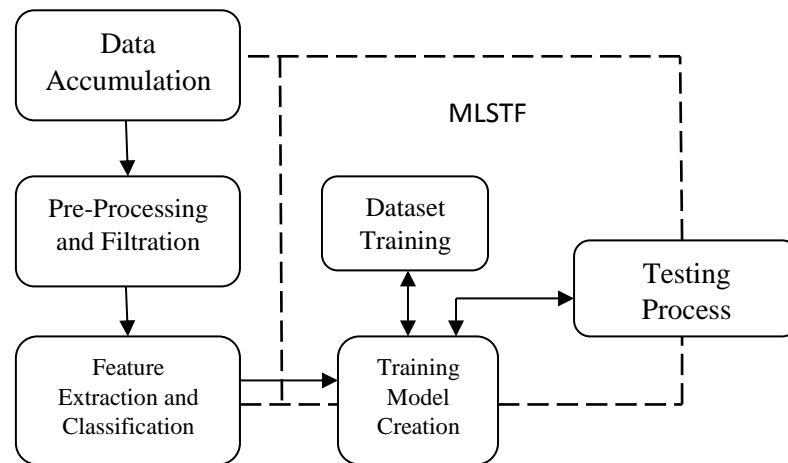 Data
Accumulation
MLSTF
Pre-Processing
and Filtration
Dataset
Training
Testing
Process
Feature
Extraction and
Classification
Training
Model
Creation